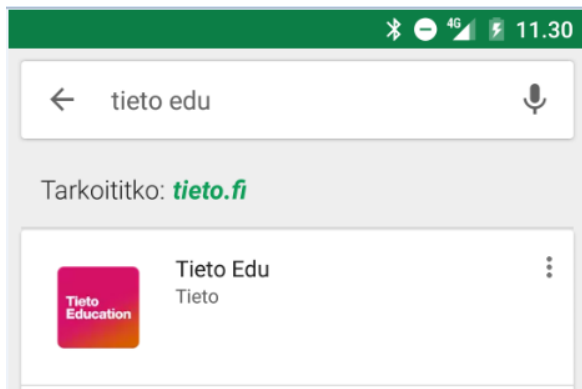 4G 11.30
tieto edu
Tarkoititko: tieto.fi
Tieto Edu
Tieto
Tieto
Education